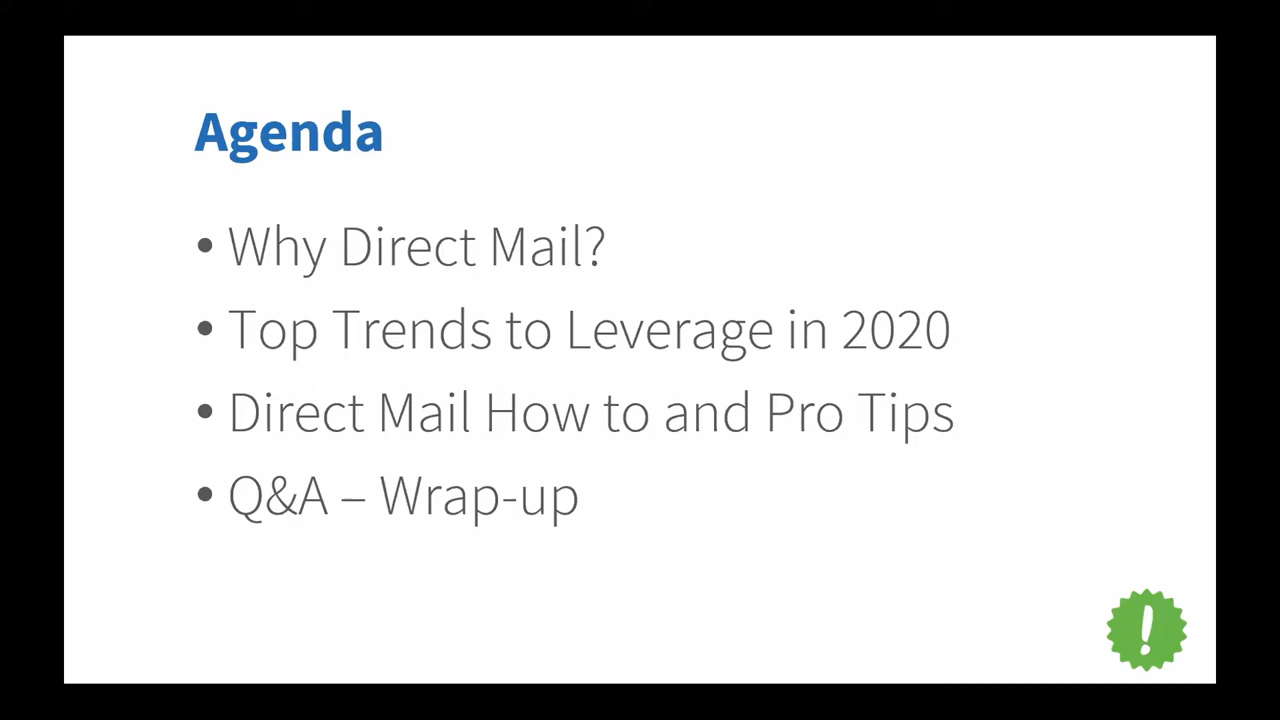 Agenda
• Why Direct Mail?
• Top Trends to Leverage in 2020
• Direct Mail How to and Pro Tips
• Q&A – Wrap-up
!